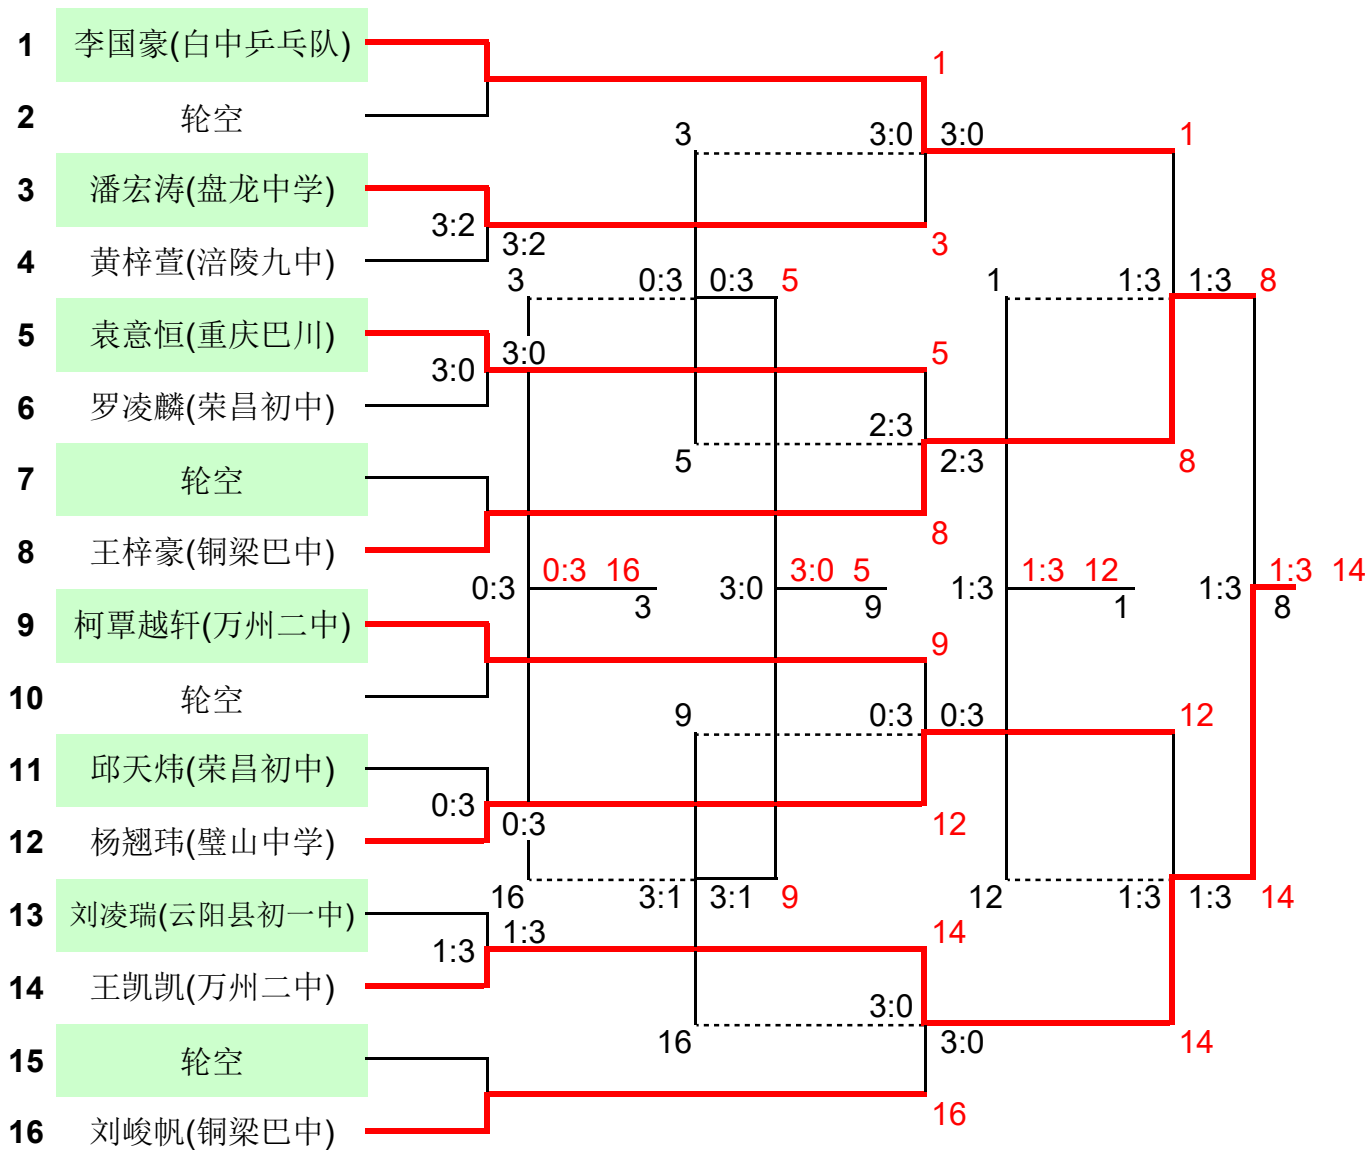 1 李国豪(白中乒乓队)
1
2 轮空
3 3:0 3:0 1
3 潘宏涛(盘龙中学)
3:2 3:2 3
4 黄梓萱(涪陵九中)
3 0:3 0:3 5 1 1:3 1:3 8
5 袁意恒(重庆巴川)
3:0 3:0 5
6 罗凌麟(荣昌初中)
2:3
5 2:3 8
7 轮空
8
8 王梓豪(铜梁巴中)
0:3 0:3 16 3:0 3:0 5 1:3 1:3 12 1:3 1:3 14
3 9 1 8
9 柯覃越轩(万州二中)
9
10 轮空
9 0:3 0:3 12
11 邱天炜(荣昌初中)
0:3 0:3 12
12 杨翘玮(璧山中学)
16 3:1 3:1 9 12 1:3 1:3 14
13 刘凌瑞(云阳县初一中)
1:3 1:3 14
14 王凯凯(万州二中)
3:0
16 3:0 14
15 轮空
16
16 刘峻帆(铜梁巴中)